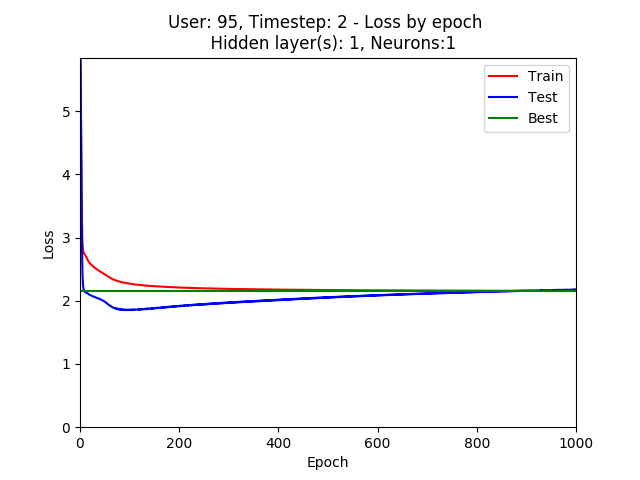 User: 95, Timestep: 2 - Loss by epoch
Hidden layer(s): 1, Neurons:1
Train
Test
Best
5
4
3
2
1
0
Loss
0 200 400 600 800 1000
Epoch